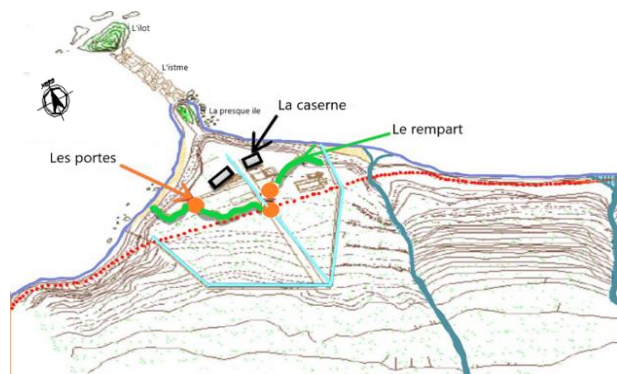 L'ilot
L'istme
La presque ile
La caserne
Le rempart
Les portes